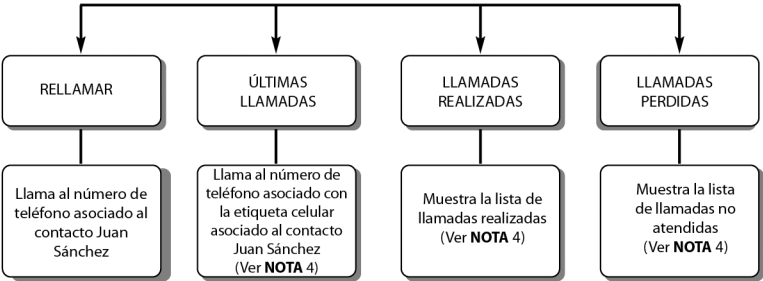 RELLAMAR
ÚLTIMAS
LLAMADAS
LLAMADAS
REALIZADAS
LLAMADAS
PERDIDAS
Llama al número de
teléfono asociado al
contacto Juan
Sánchez
Llama al número de
teléfono asociado con
la etiqueta celular
asociado al contacto
Juan Sánchez
(Ver NOTA 4)
Muestra la lista de
llamadas realizadas
(Ver NOTA 4)
Muestra la lista
de llamadas no
atendidas
(Ver NOTA 4)